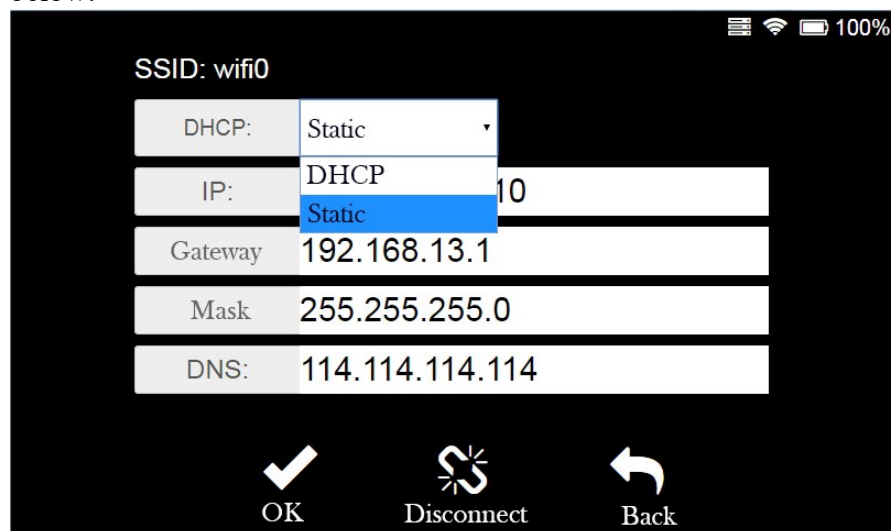 100%
SSID: wifi0
DHCP: Static
DHCP
Static
IP: 10
Gateway 192.168.13.1
Mask 255.255.255.0
DNS: 114.114.114.114
OK Disconnect Back